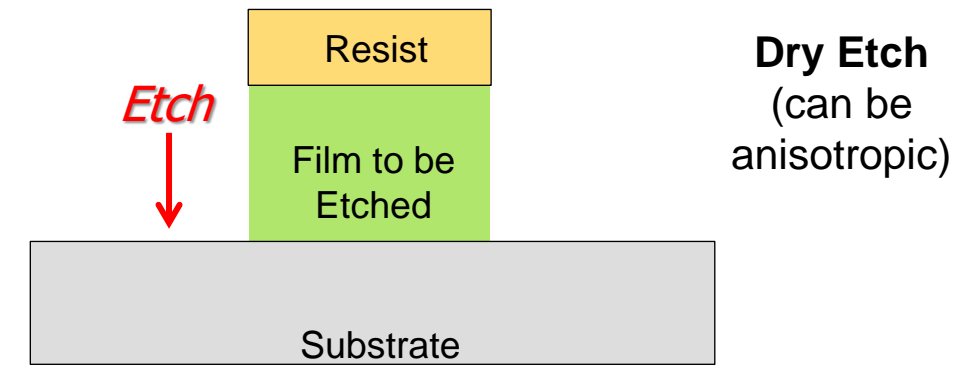 Resist
Etch
Film to be
Etched
Substrate
Dry Etch
(can be
anisotropic)